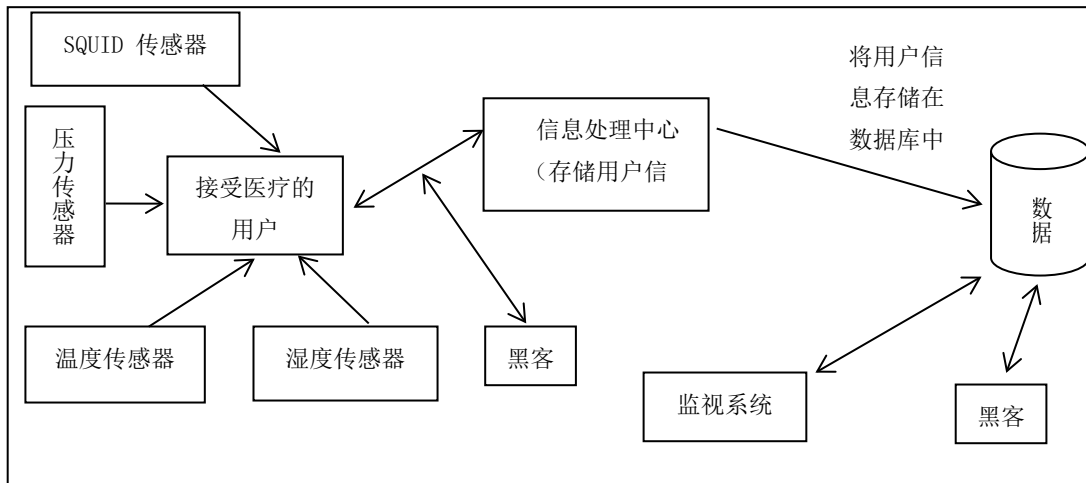 SQUID 传感器
压力传感器
接受医疗的
用户
温度传感器
湿度传感器
信息处理中心
（存储用户信
黑客
将用户信
息存储在
数据库中
数据
监视系统
黑客